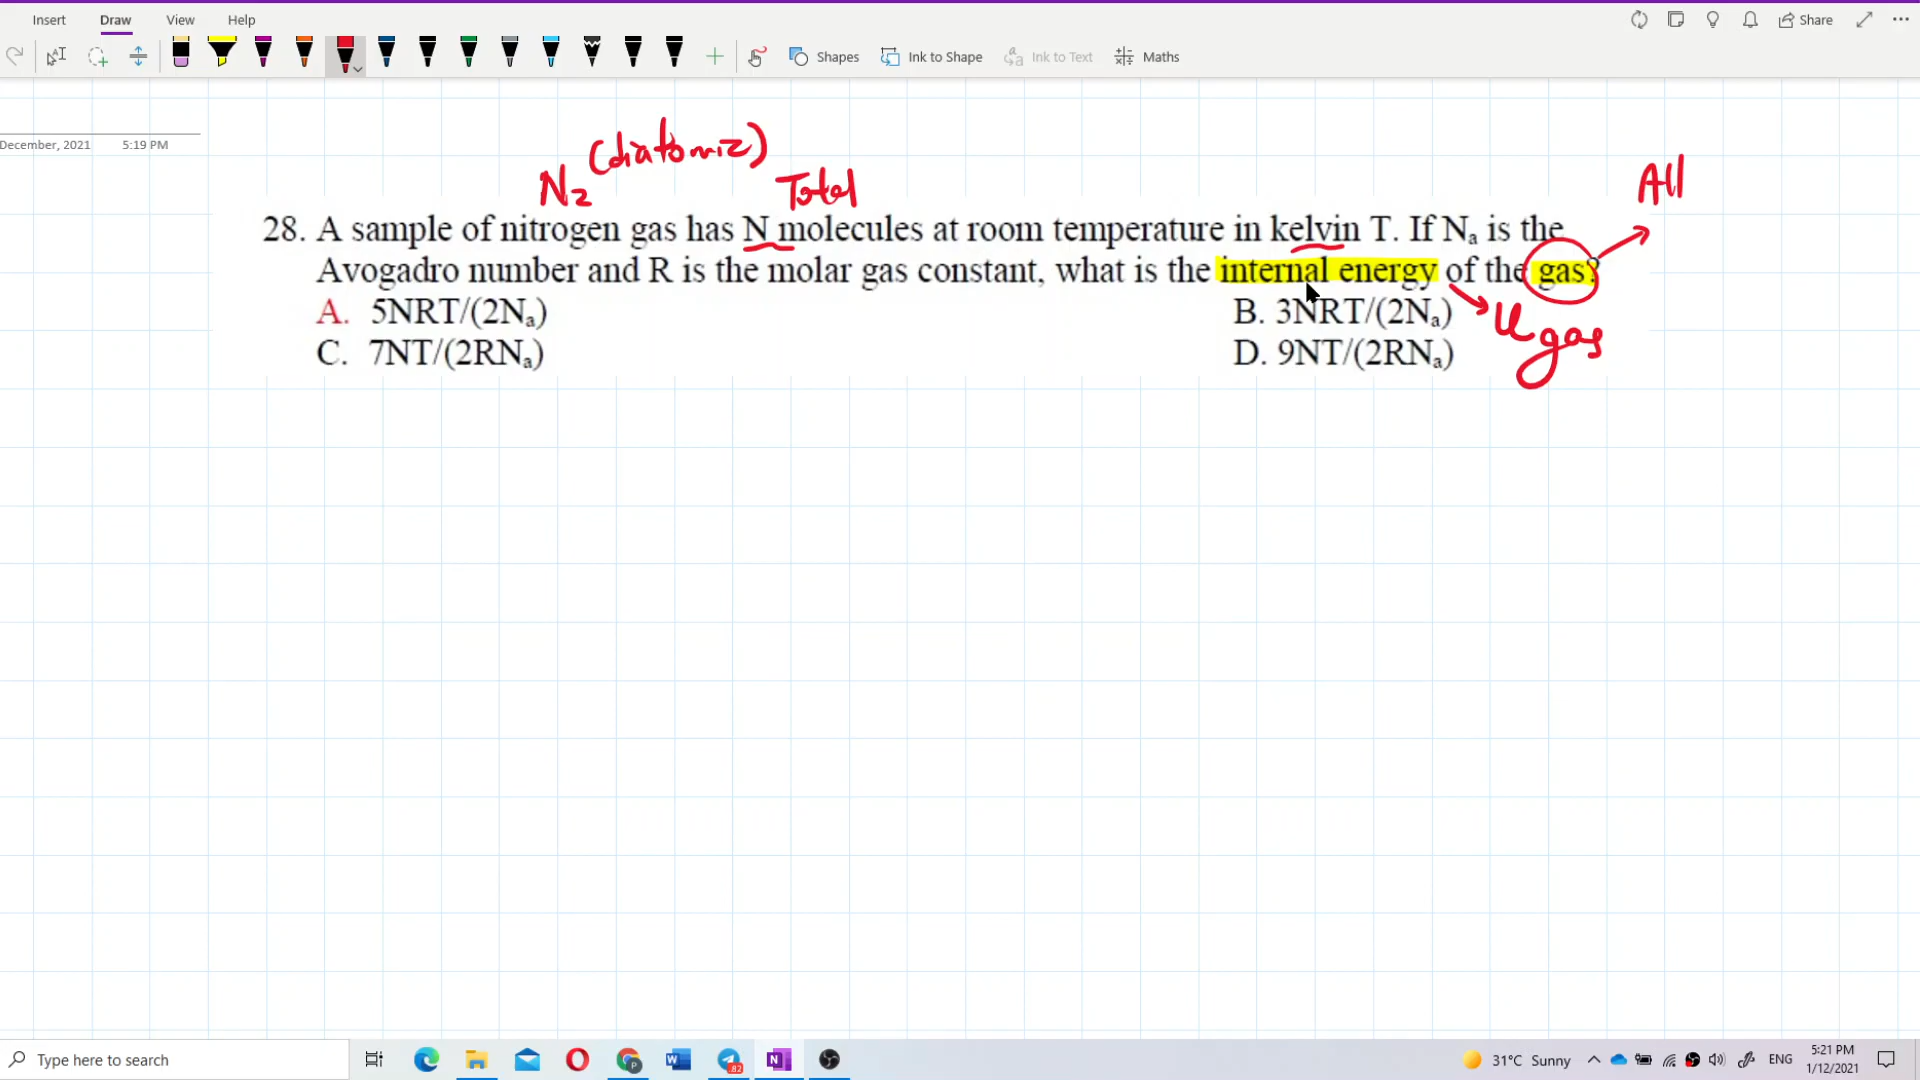 Insert Draw View Help Share
Shapes Ink to Shape Ink to Text Maths
December, 2021 5:19 PM
(diatomic)
N₂ Total All
28. A sample of nitrogen gas has N molecules at room temperature in kelvin T. If Nₐ is the
Avogadro number and R is the molar gas constant, what is the internal energy of the gas?
A. 5NRT/(2Nₐ) B. 3NRT/(2Nₐ)
U gas
C. 7NT/(2RNₐ) D. 9NT/(2RNₐ)
Type here to search 82 31°C Sunny ENG 5:21 PM
1/12/2021